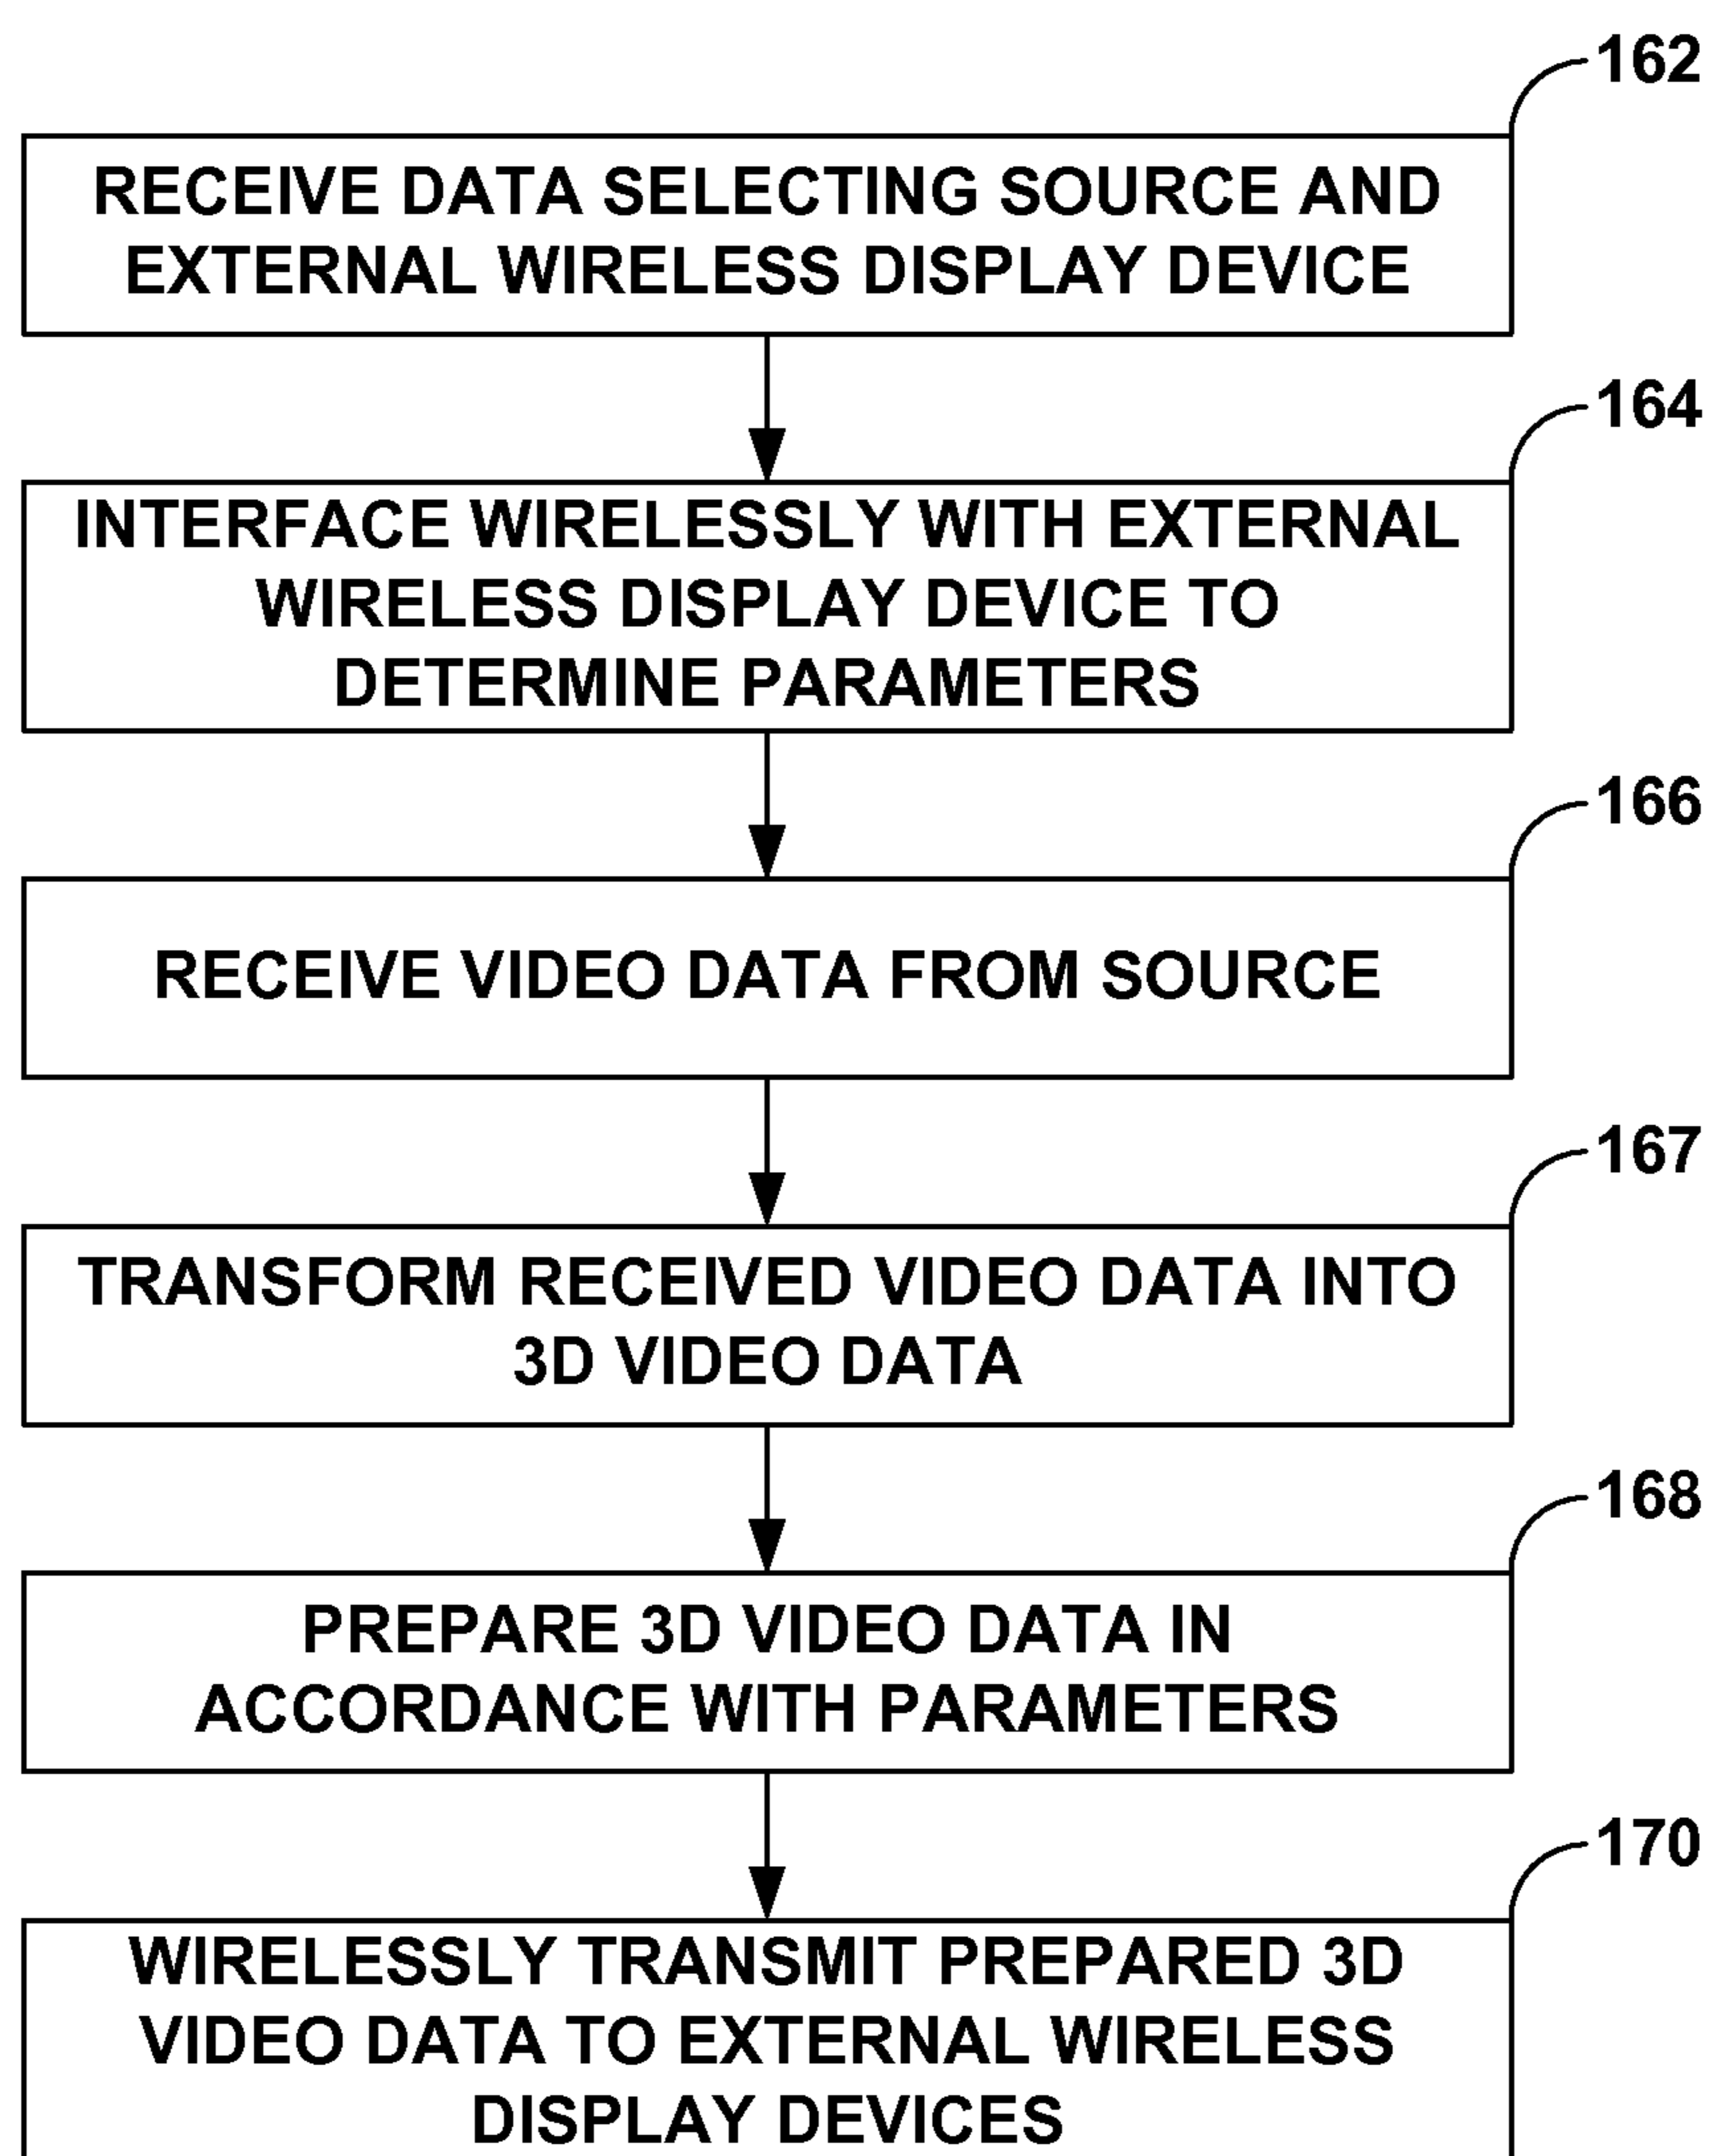 162
RECEIVE DATA SELECTING SOURCE AND
EXTERNAL WIRELESS DISPLAY DEVICE
164
INTERFACE WIRELESSLY WITH EXTERNAL
WIRELESS DISPLAY DEVICE TO
DETERMINE PARAMETERS
166
RECEIVE VIDEO DATA FROM SOURCE
167
TRANSFORM RECEIVED VIDEO DATA INTO
3D VIDEO DATA
168
PREPARE 3D VIDEO DATA IN
ACCORDANCE WITH PARAMETERS
170
WIRELESSLY TRANSMIT PREPARED 3D
VIDEO DATA TO EXTERNAL WIRELESS
DISPLAY DEVICES